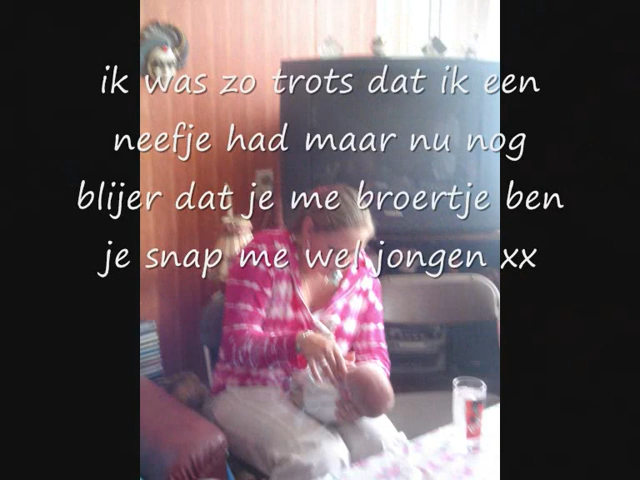 ik was zo trots dat ik een
neefje had maar nu nog
blijer dat je me broertje ben
je snap me wel jongen xx